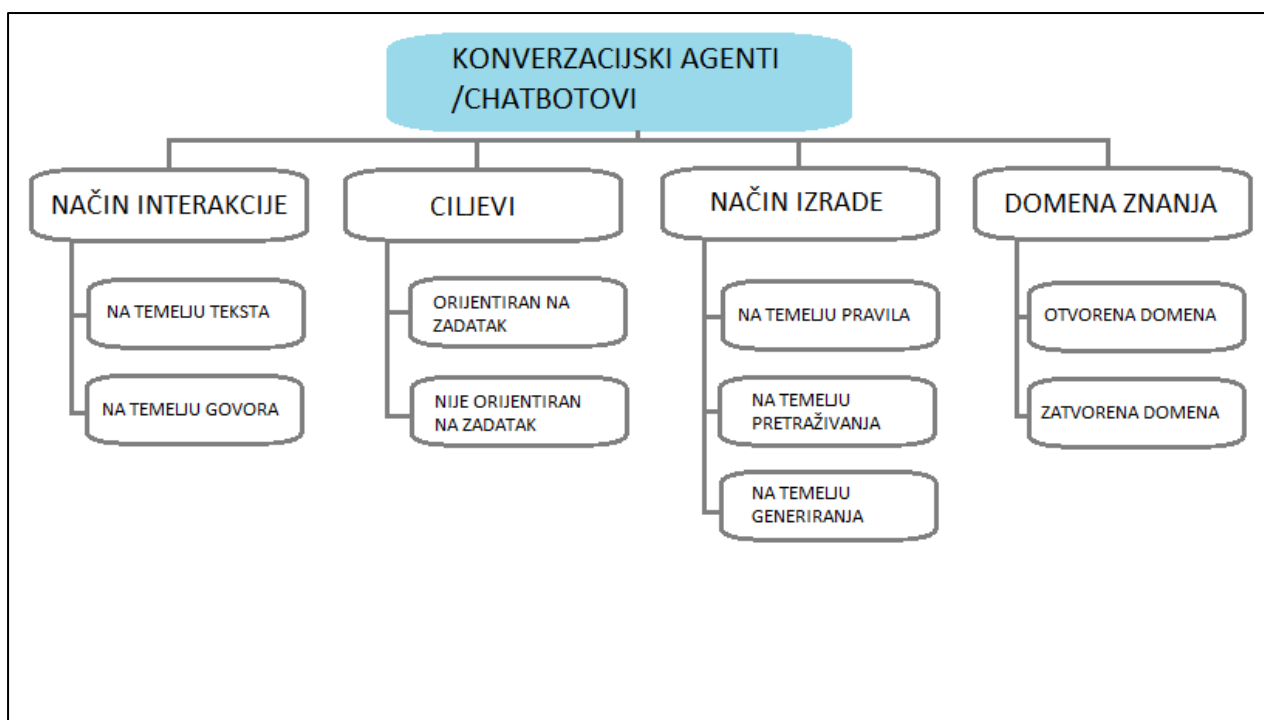 KONVERZACIJSKI AGENTI
/CHATBOTOVI
NAČIN INTERAKCIJE
NA TEMELJU TEKSTA
NA TEMELJU GOVORA
CILJEVI
ORIJENTIRAN NA
ZADATAK
NIJE ORIJENTIRAN
NA ZADATAK
NAČIN IZRADE
NA TEMELJU PRAVILA
NA TEMELJU
PRETRAŽIVANJA
NA TEMELJU
GENERIRANJA
DOMENA ZNANJA
OTVORENA DOMENA
ZATVORENA DOMENA